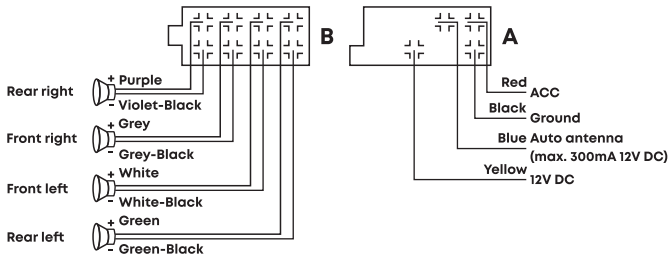 B
A
Rear right
+ Purple
- Violet-Black
Front right
+ Grey
- Grey-Black
Front left
+ White
- White-Black
Rear left
+ Green
- Green-Black
Red
ACC
Black
Ground
Blue Auto antenna
(max. 300mA 12V DC)
Yellow
12V DC